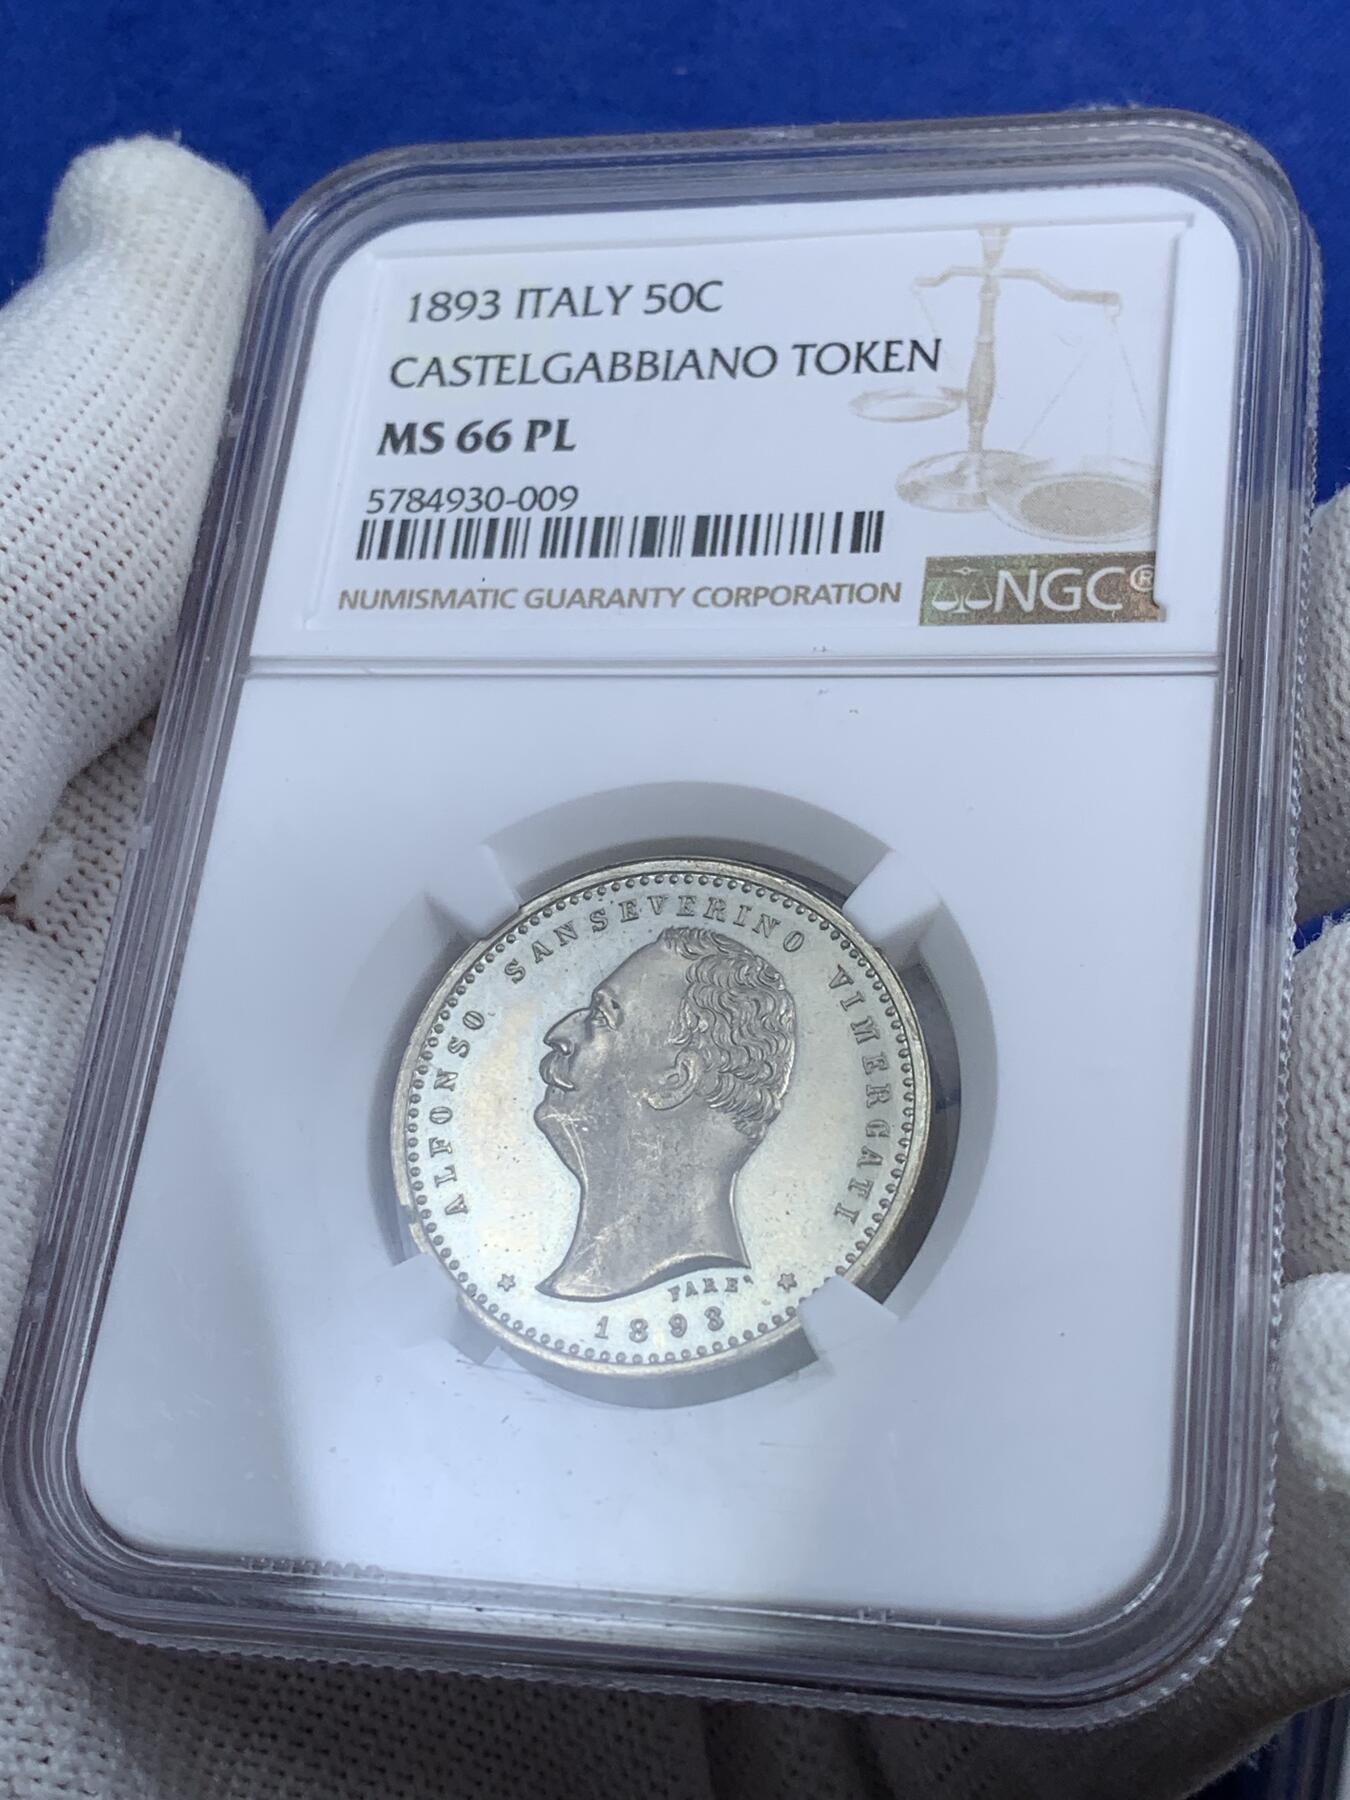 1893 ITALY 50C
CASTELGABBIANO TOKEN
MS 66 PL
5784930-009
NUMISMATIC GUARANTY CORPORATION
NGC®
ALFONSO SANSEVERINO VIMERCATI
FARE
1893